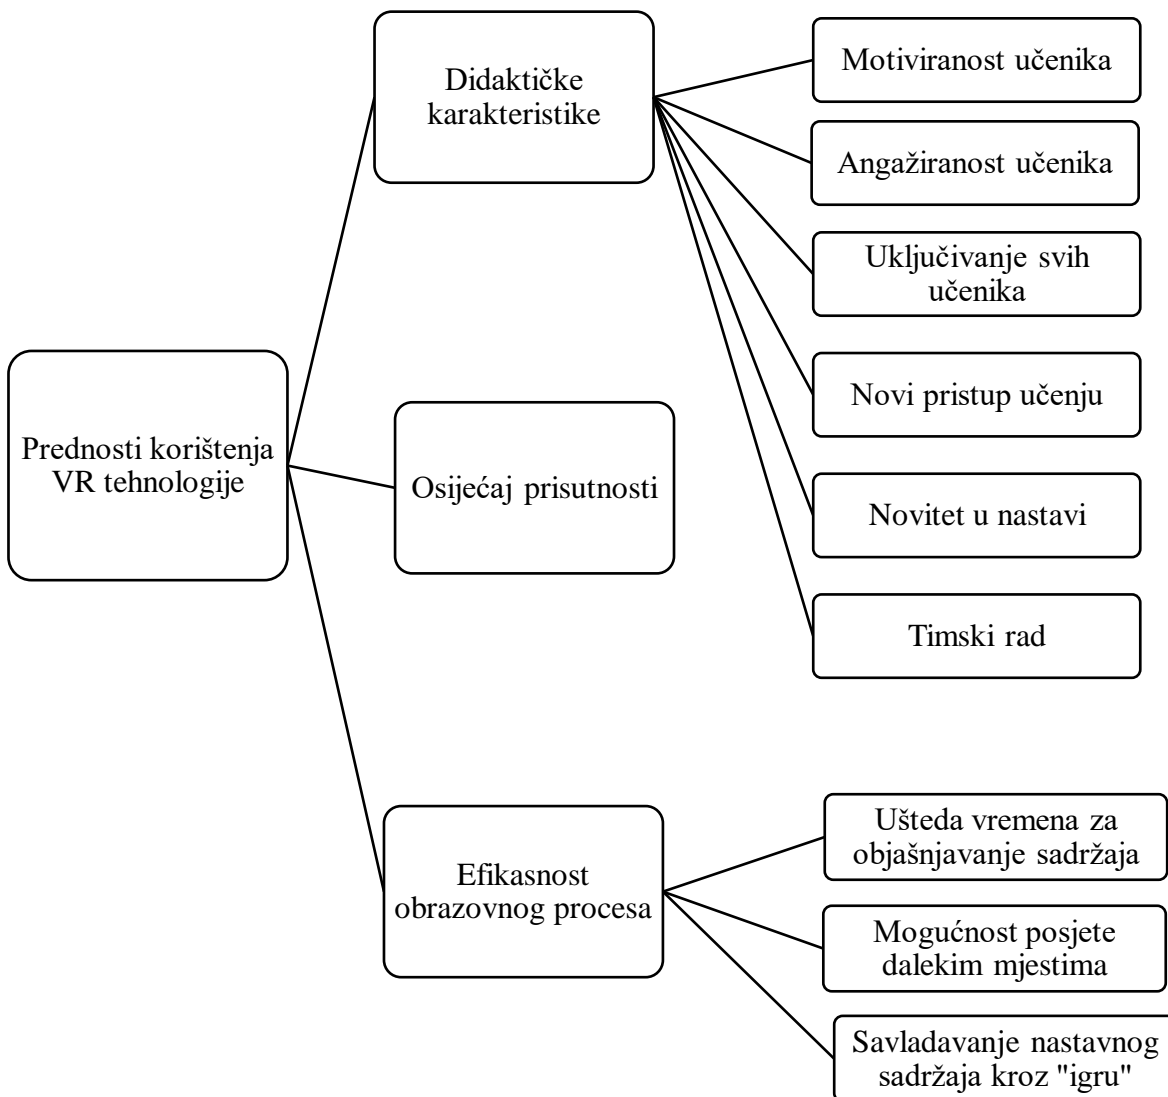 Prednosti korištenja
VR tehnologije
Didaktičke
karakteristike
Motiviranost učenika
Angažiranost učenika
Uključivanje svih
učenika
Novi pristup učenju
Novitet u nastavi
Timski rad
Osijećaj prisutnosti
Efikasnost
obrazovnog procesa
Ušteda vremena za
objašnjavanje sadržaja
Mogućnost posjete
dalekim mjestima
Savladavanje nastavnog
sadržaja kroz "igru"